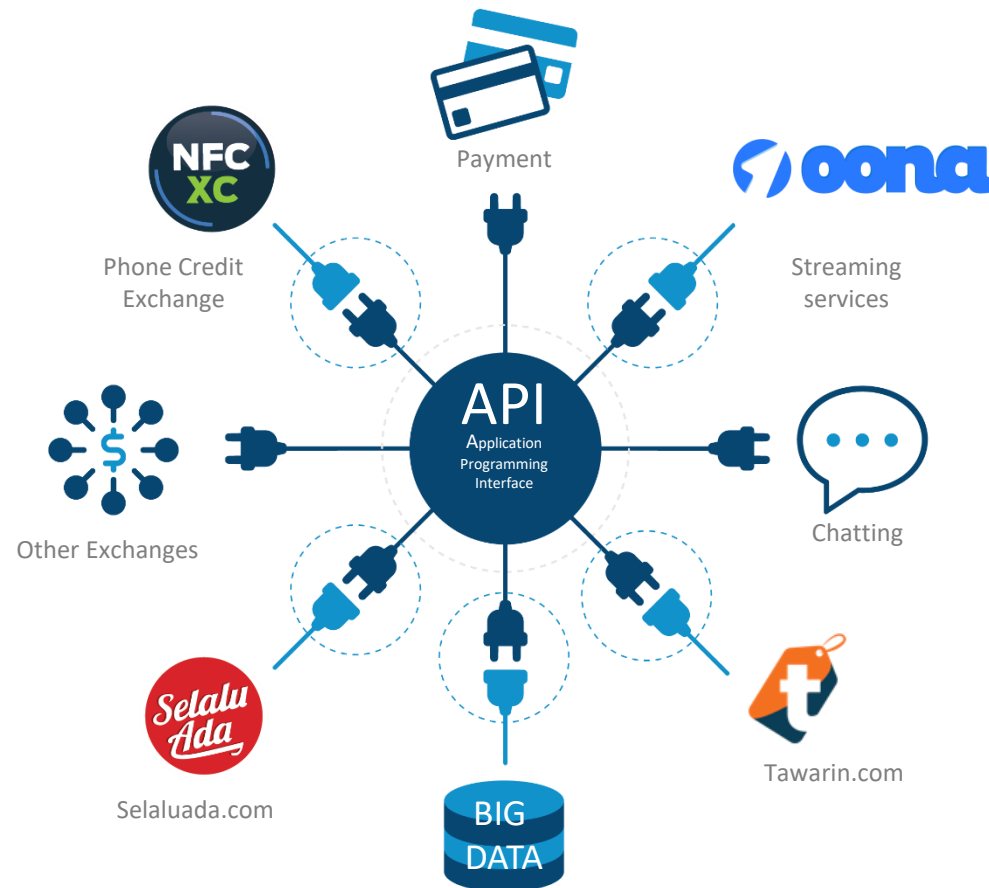 Payment
NFC
XC
oona
Phone Credit
Exchange
Streaming
services
API
Application
Programming
Interface
$
Other Exchanges
Chatting
Selalu
Ada
t
Selaluada.com
Tawarin.com
BIG
DATA